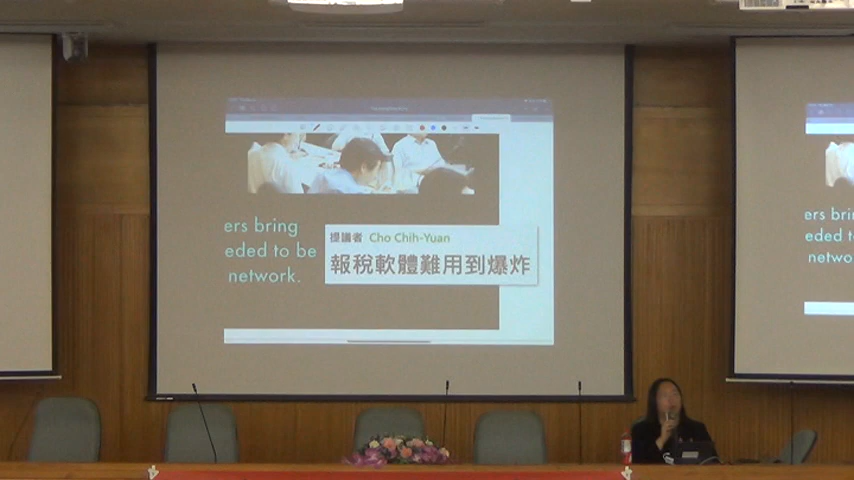 ers bring
eded to be
network.
提議者 Cho Chih-Yuan
報稅軟體難用到爆炸
ers bri
eded t
netwo